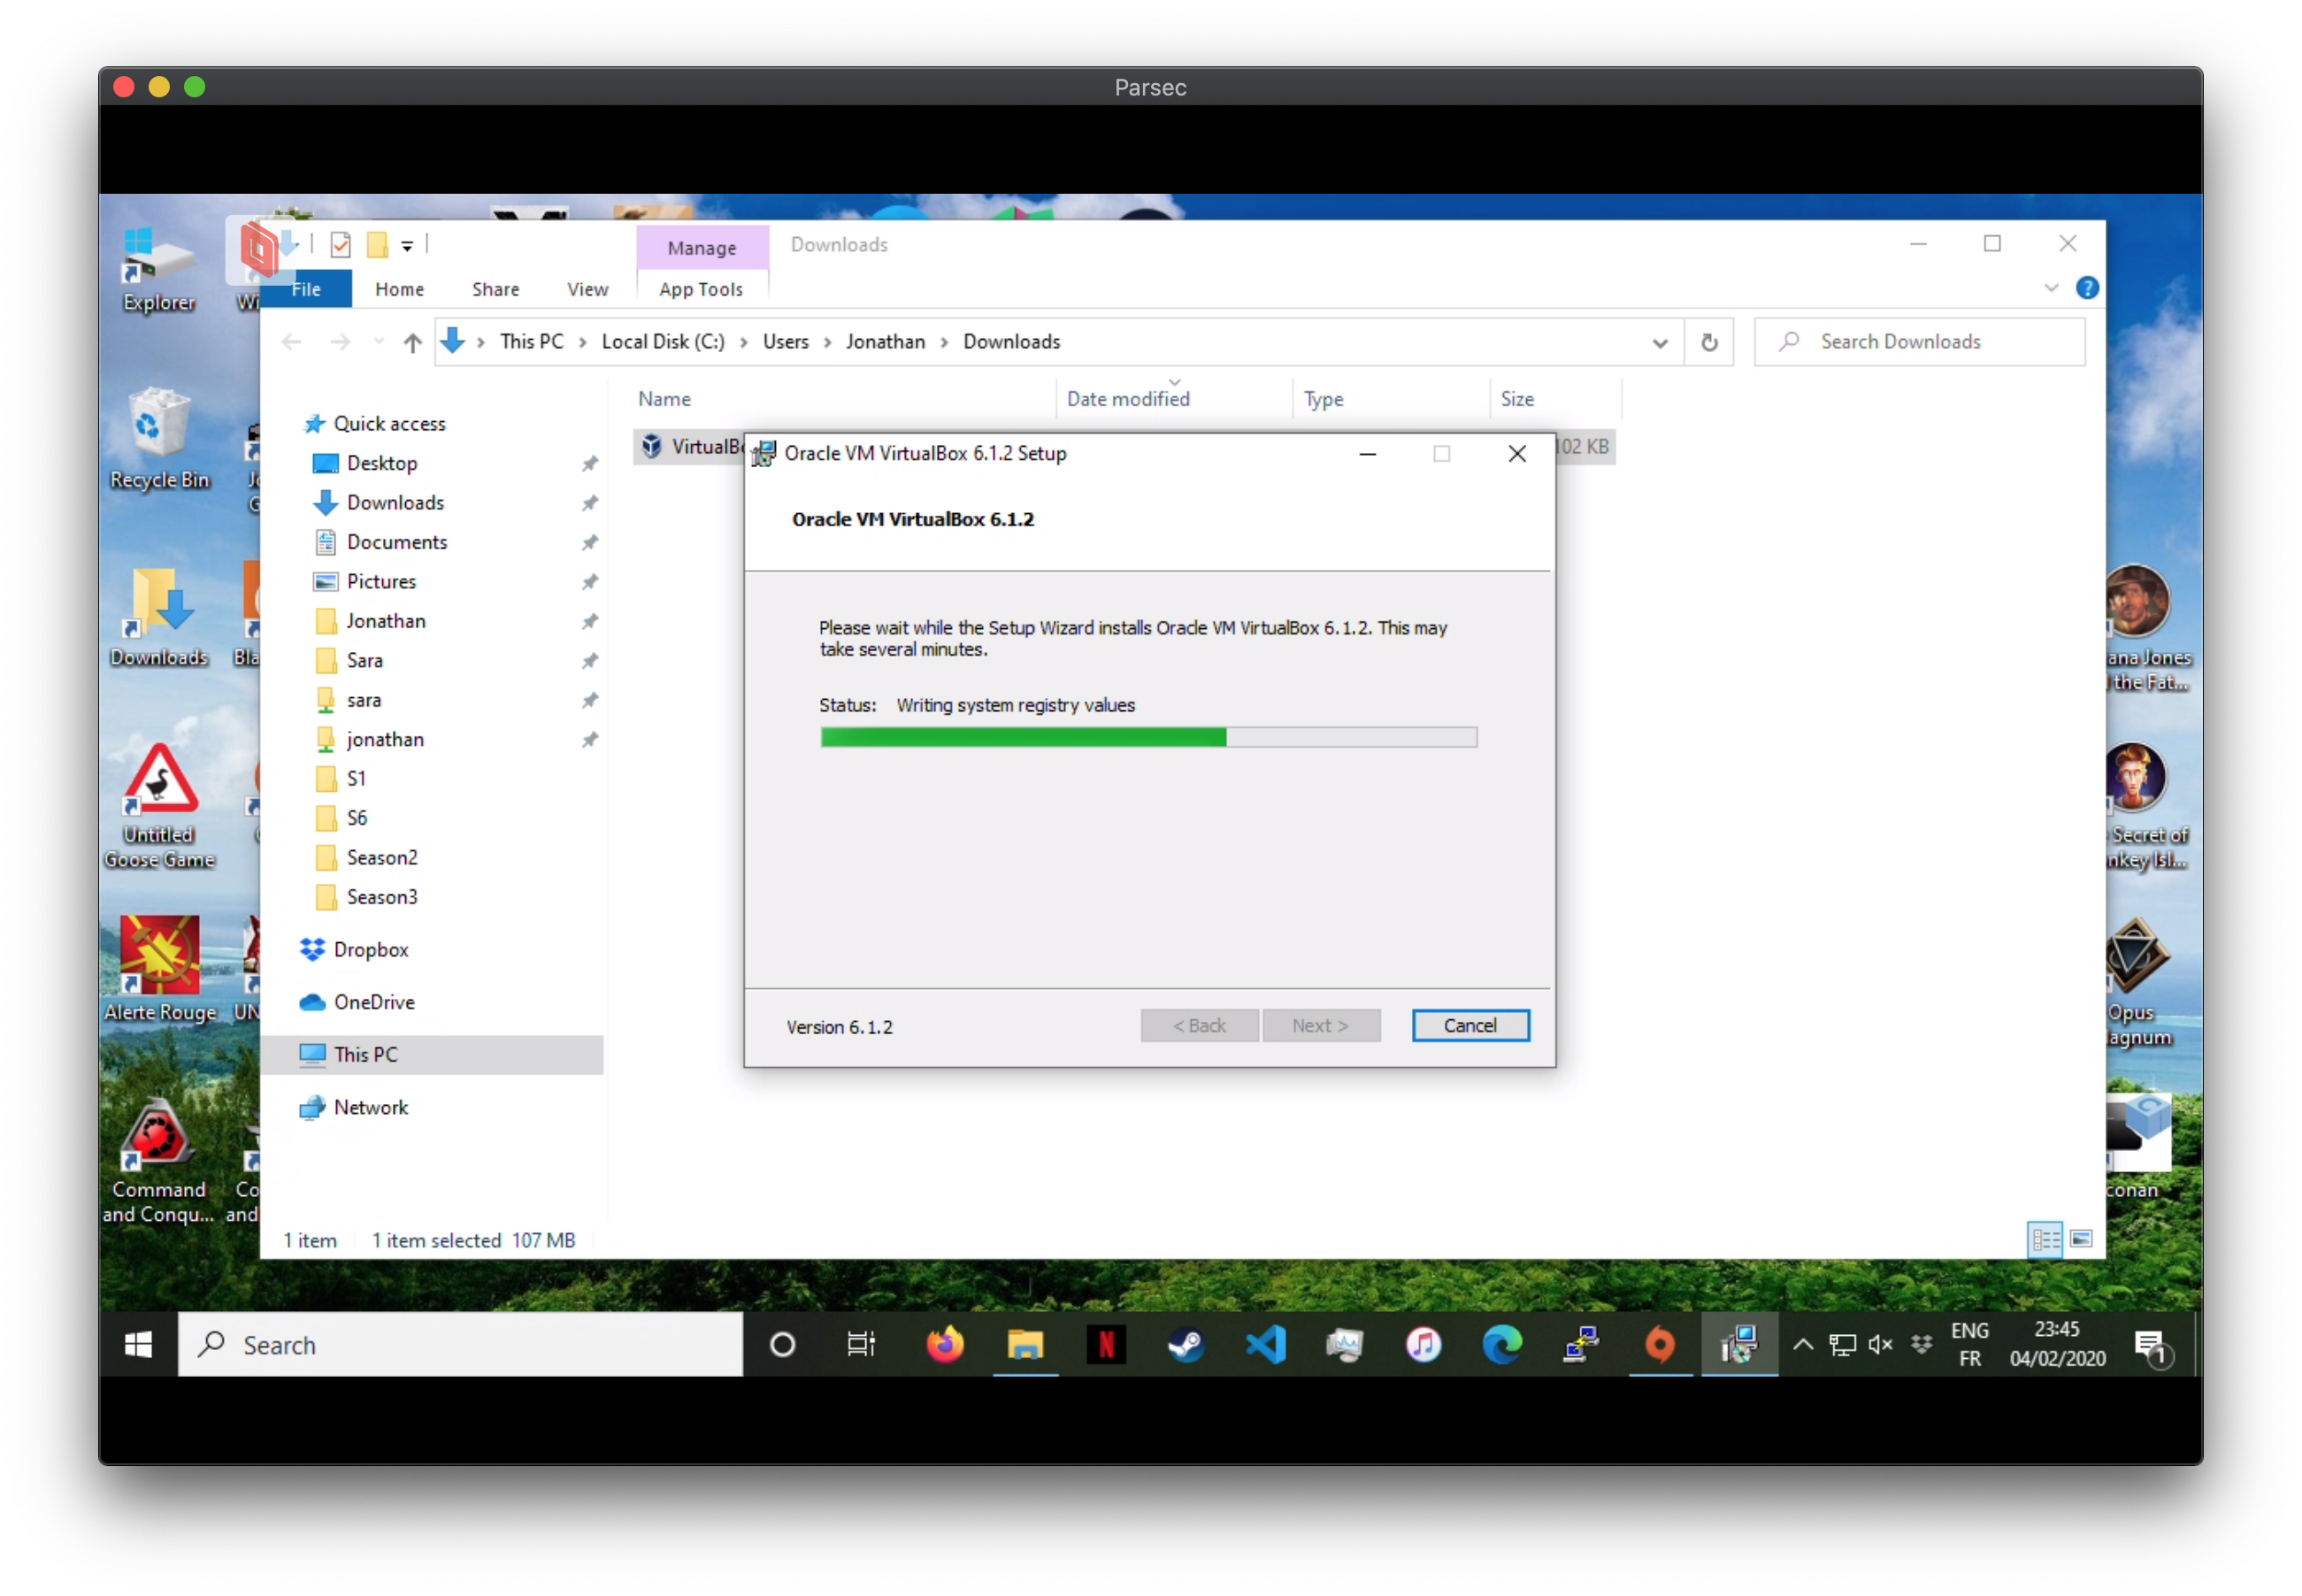 Parsec
Manage
Downloads
File
Home
Share
View
App Tools
This PC
Local Disk (C:)
Users
Jonathan
Downloads
Search Downloads
Name
Date modified
Type
Size
Quick access
Desktop
Downloads
Documents
Pictures
Jonathan
Sara
sara
jonathan
S1
S6
Season2
Season3
Dropbox
OneDrive
This PC
Network
102 KB
Oracle VM VirtualBox 6.1.2 Setup
Oracle VM VirtualBox 6.1.2
Please wait while the Setup Wizard installs Oracle VM VirtualBox 6.1.2. This may
take several minutes.
Status: Writing system registry values
Version 6.1.2
< Back
Next >
Cancel
1 item
1 item selected 107 MB
Explorer
Recycle Bin
Downloads
Untitled
Goose Game
Alerte Rouge
Command
and Conqu...
and
ana Jones
the Fat...
Secret of
nkey Isl...
Opus
agnum
conan
Search
ENG
FR
23:45
04/02/2020
1